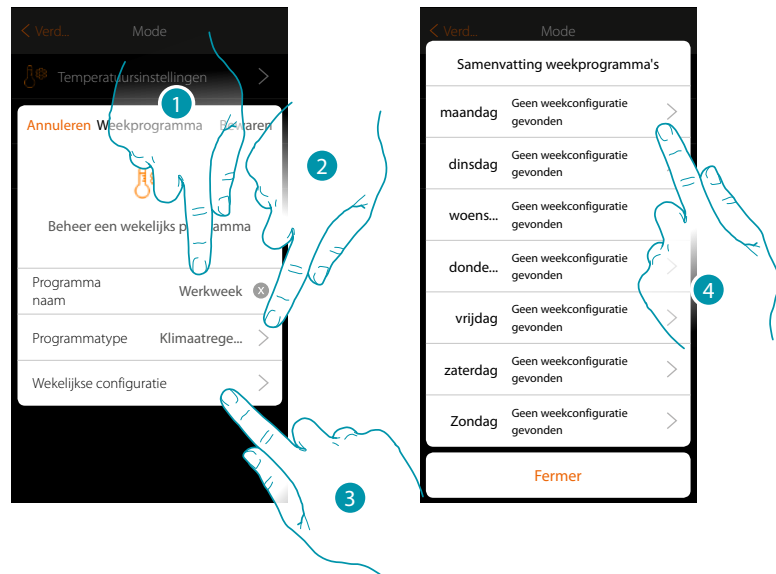 Verd...
Mode
Temperatuursinstellingen
1
Annuleren Weekprogramma Bewaren
2
Beheer een wekelijks programma
Programma
naam
Werkweek
x
Programmatype Klimaatrege...
Wekelijkse configuratie
3
Verd...
Mode
Samenvatting weekprogramma's
maandag
Geen weekconfiguratie
gevonden
dinsdag
Geen weekconfiguratie
gevonden
woens...
Geen weekconfiguratie
gevonden
donde...
Geen weekconfiguratie
gevonden
4
vrijdag
Geen weekconfiguratie
gevonden
zaterdag
Geen weekconfiguratie
gevonden
Zondag
Geen weekconfiguratie
gevonden
Fermer